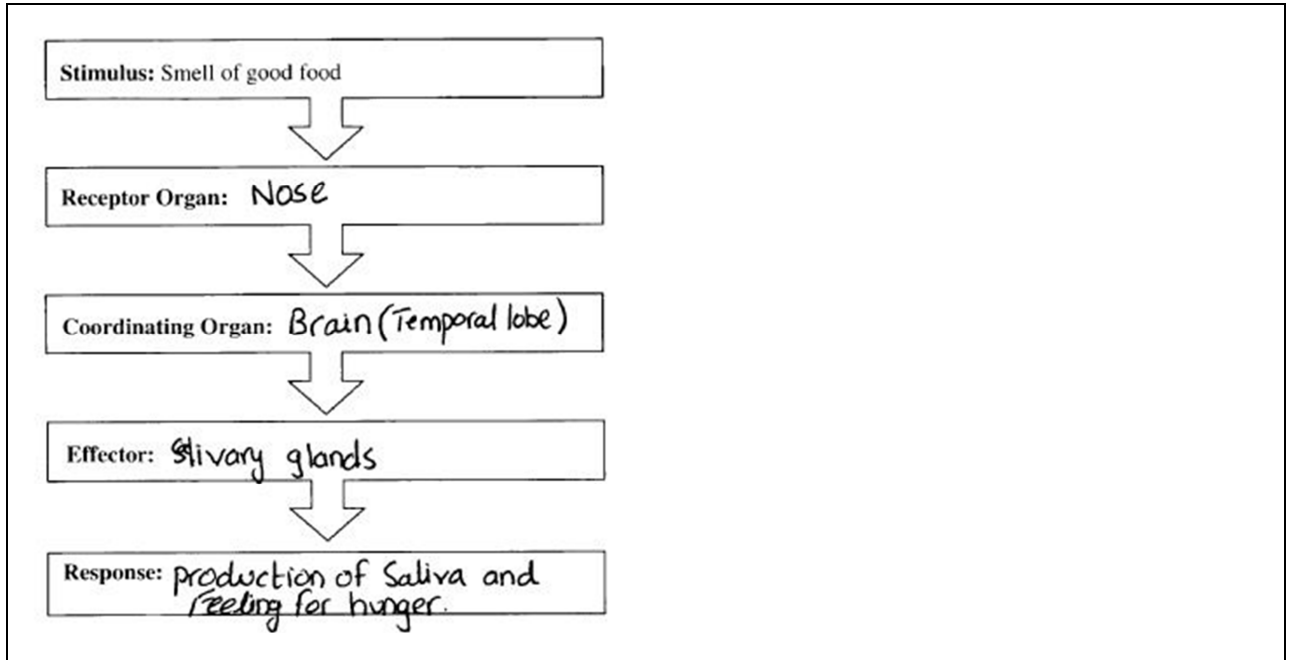 Stimulus: Smell of good food
Receptor Organ: Nose
Coordinating Organ: Brain (Temporal lobe)
Effector: Slivary glands
Response: production of Saliva and
Feeling for hunger.